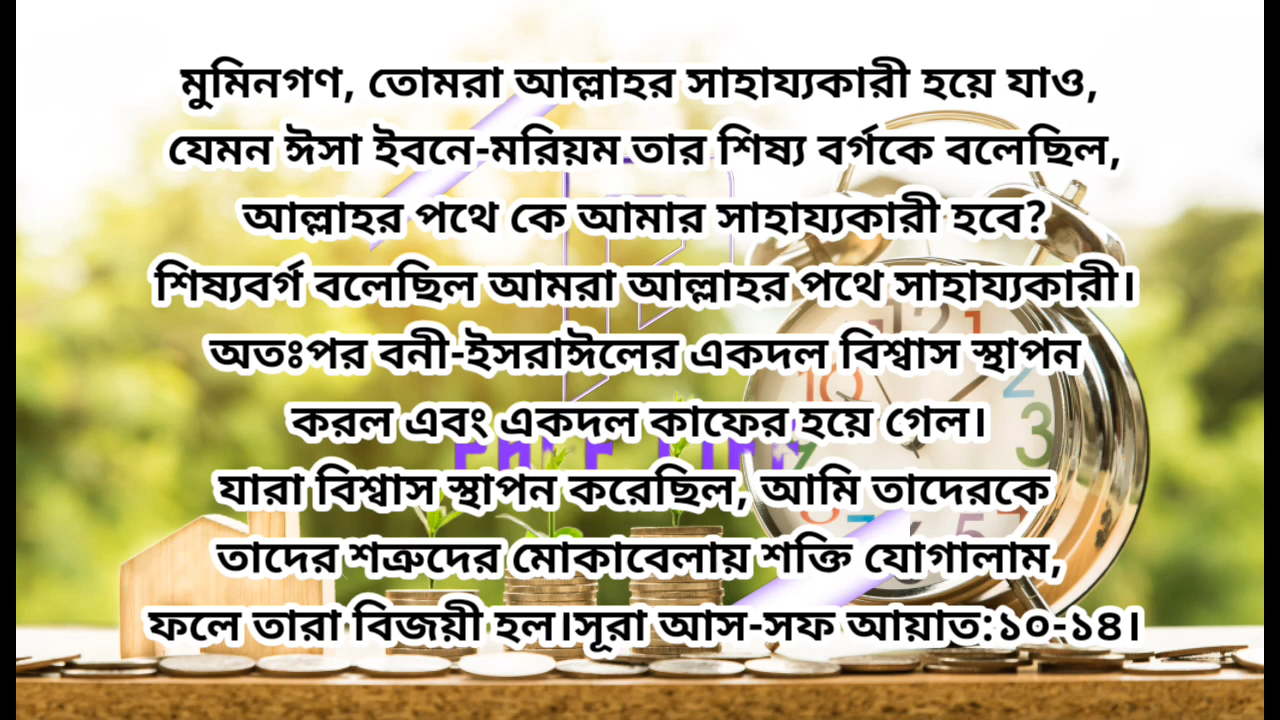 মুমিনগণ, তোমরা আল্লাহর সাহায্যকারী হয়ে যাও,
যেমন ঈসা ইবনে-মরিয়ম তার শিষ্য বর্গকে বলেছিল,
আল্লাহর পথে কে আমার সাহায্যকারী হবে?
শিষ্যবর্গ বলেছিল আমরা আল্লাহর পথে সাহায্যকারী।
অতঃপর বনী-ইসরাঈলের একদল বিশ্বাস স্থাপন
করল এবং একদল কাফের হয়ে গেল।
যারা বিশ্বাস স্থাপন করেছিল, আমি তাদেরকে
তাদের শত্রুদের মোকাবেলায় শক্তি যোগালাম,
ফলে তারা বিজয়ী হল।সূরা আস-সফ আয়াত:১০-১৪।